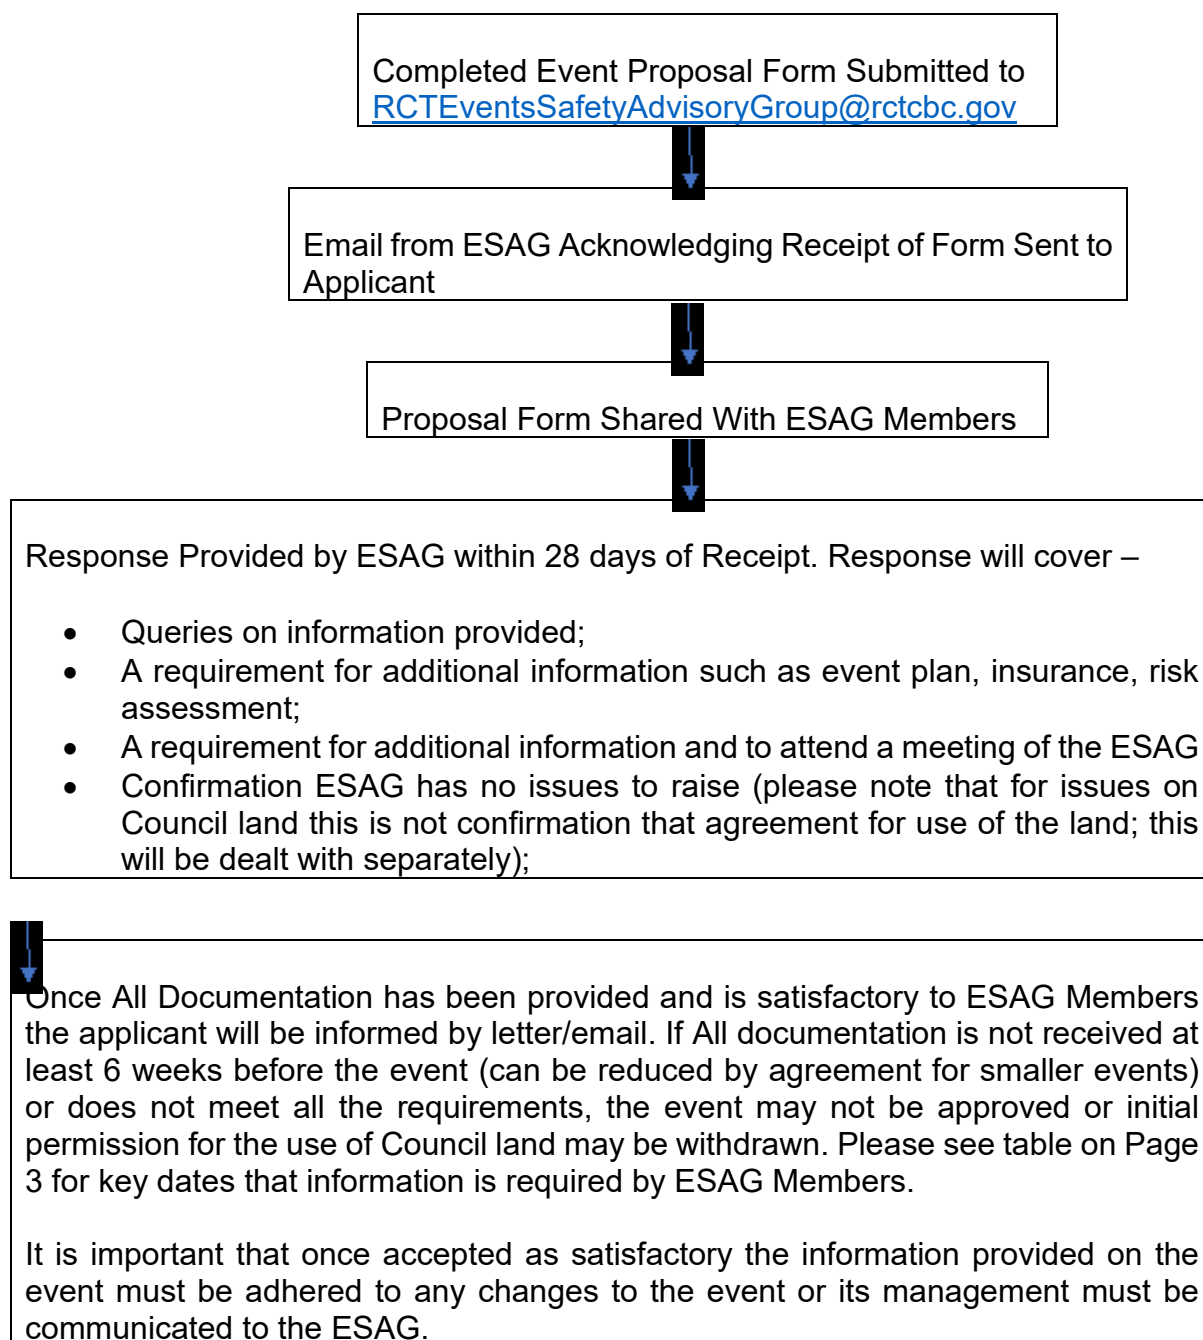 Completed Event Proposal Form Submitted to
RCTEventsSafetyAdvisoryGroup@rctcbc.gov
Email from ESAG Acknowledging Receipt of Form Sent to
Applicant
Proposal Form Shared With ESAG Members
Response Provided by ESAG within 28 days of Receipt. Response will cover –
• Queries on information provided;
• A requirement for additional information such as event plan, insurance, risk
assessment;
• A requirement for additional information and to attend a meeting of the ESAG
• Confirmation ESAG has no issues to raise (please note that for issues on
Council land this is not confirmation that agreement for use of the land; this
will be dealt with separately);
Once All Documentation has been provided and is satisfactory to ESAG Members
the applicant will be informed by letter/email. If All documentation is not received at
least 6 weeks before the event (can be reduced by agreement for smaller events)
or does not meet all the requirements, the event may not be approved or initial
permission for the use of Council land may be withdrawn. Please see table on Page
3 for key dates that information is required by ESAG Members.
It is important that once accepted as satisfactory the information provided on the
event must be adhered to any changes to the event or its management must be
communicated to the ESAG.